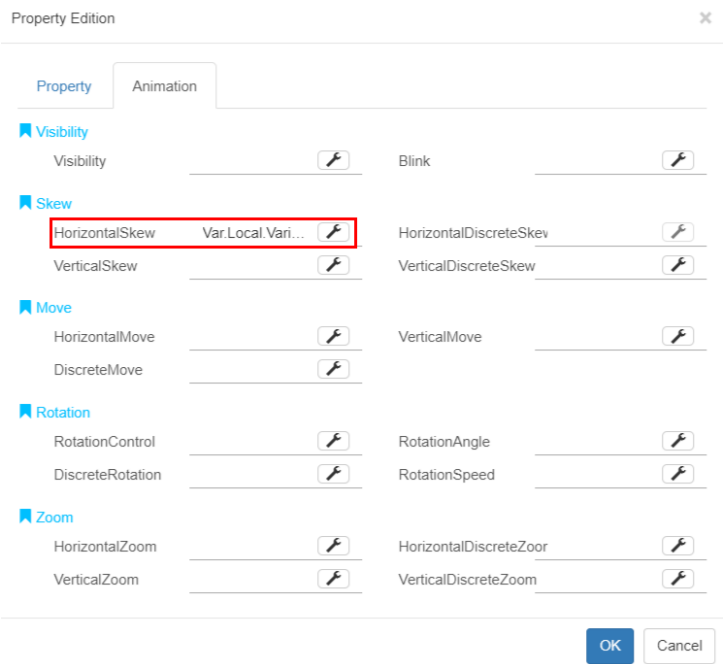 Property Edition ×
Property Animation
Visibility
Visibility Blink
Skew
HorizontalSkew Var.Local.Vari... HorizontalDiscreteSkew
VerticalSkew VerticalDiscreteSkew
Move
HorizontalMove VerticalMove
DiscreteMove
Rotation
RotationControl RotationAngle
DiscreteRotation RotationSpeed
Zoom
HorizontalZoom HorizontalDiscreteZoor
VerticalZoom VerticalDiscreteZoom
OK Cancel